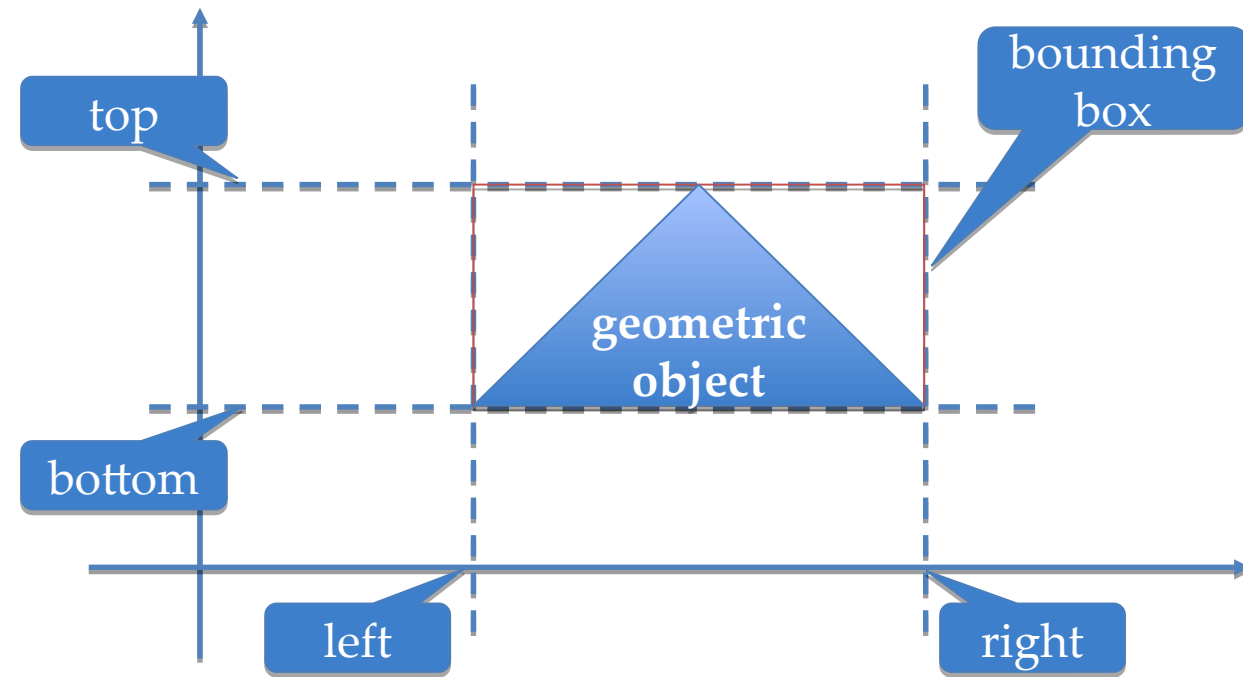 bounding
box
top
geometric
object
bottom
left
right